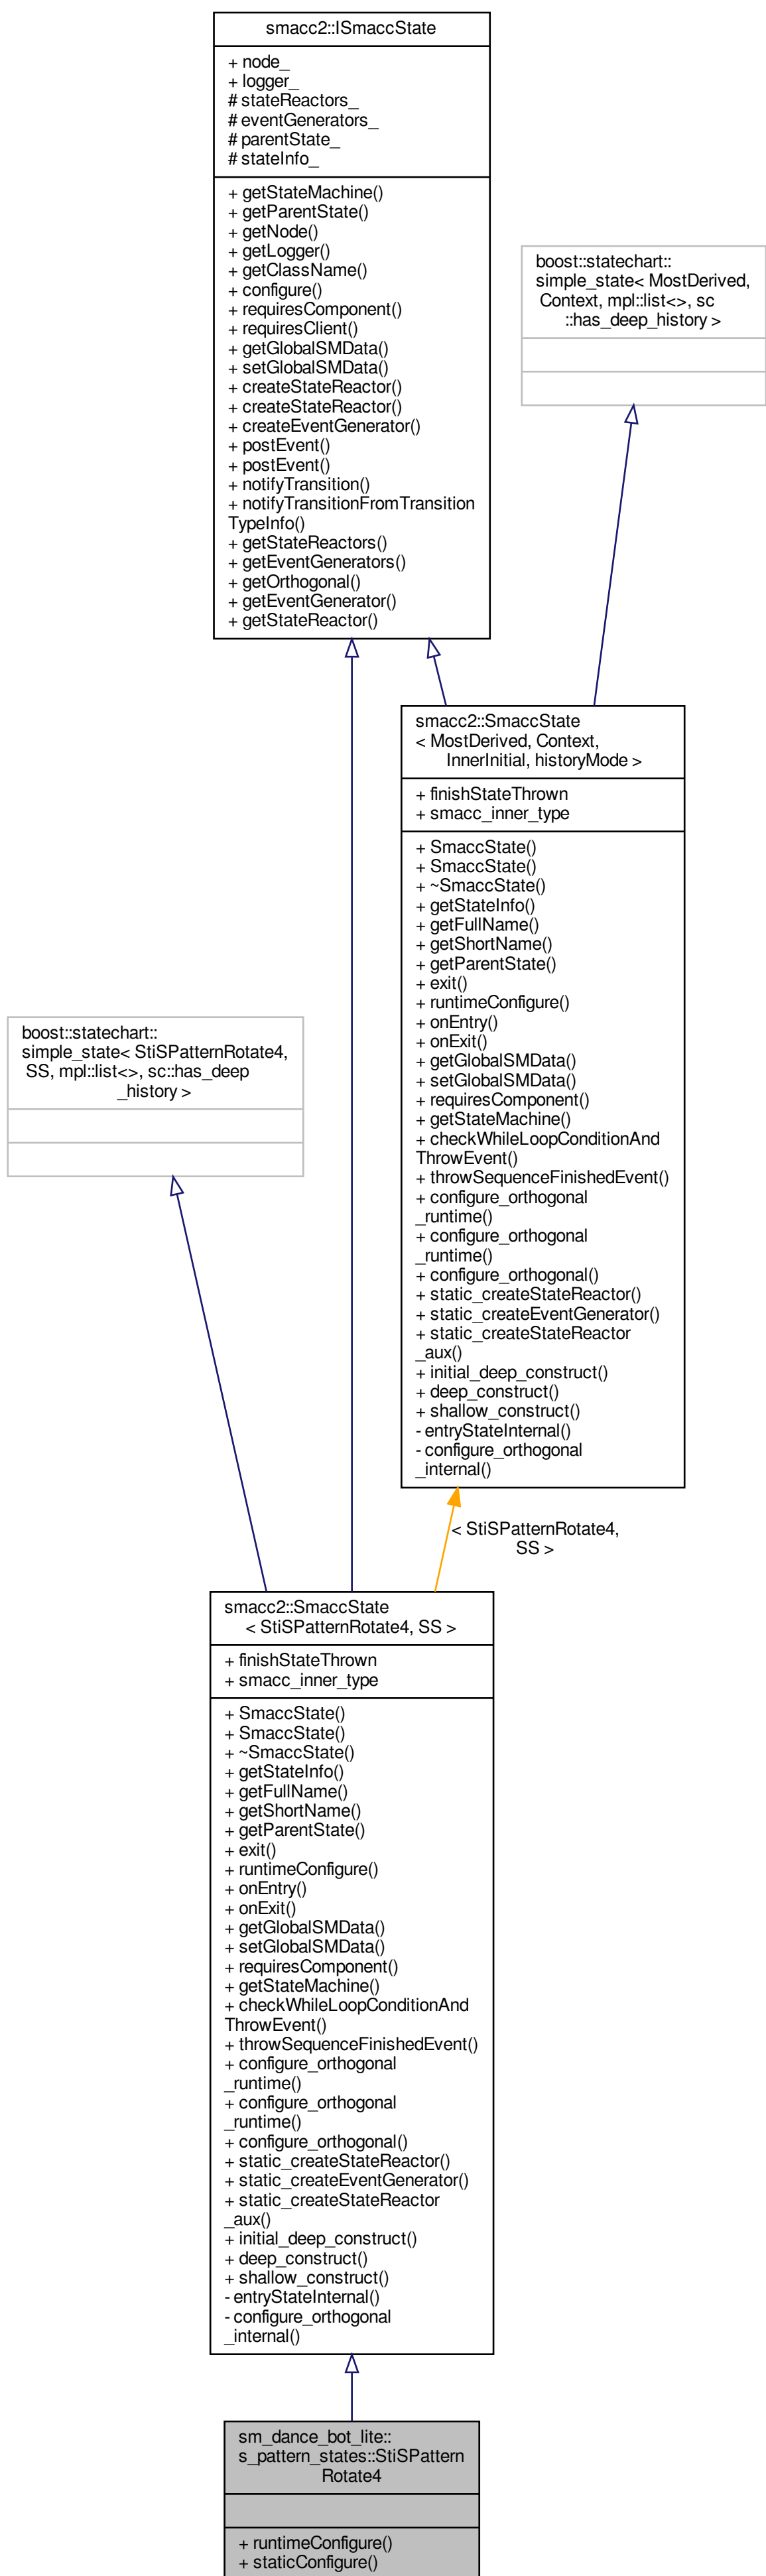 smacc2::ISmaccState
+ node_
+ logger_
# stateReactors_
# eventGenerators_
# parentState_
# stateInfo_
+ getStateMachine()
+ getParentState()
+ getNode()
+ getLogger()
+ getClassName()
+ configure()
+ requiresComponent()
+ requiresClient()
+ getGlobalSMData()
+ setGlobalSMData()
+ createStateReactor()
+ createStateReactor()
+ createEventGenerator()
+ postEvent()
+ postEvent()
+ notifyTransition()
+ notifyTransitionFromTransition
TypeInfo()
+ getStateReactors()
+ getEventGenerators()
+ getOrthogonal()
+ getEventGenerator()
+ getStateReactor()
boost::statechart::
simple_state< MostDerived,
Context, mpl::list<>, sc
::has_deep_history >
smacc2::SmaccState
< MostDerived, Context,
InnerInitial, historyMode >
+ finishStateThrown
+ smacc_inner_type
+ SmaccState()
+ SmaccState()
+ ~SmaccState()
+ getStateInfo()
+ getFullName()
+ getShortName()
+ getParentState()
+ exit()
+ runtimeConfigure()
+ onEntry()
+ onExit()
+ getGlobalSMData()
+ setGlobalSMData()
+ requiresComponent()
+ getStateMachine()
+ checkWhileLoopConditionAnd
ThrowEvent()
+ throwSequenceFinishedEvent()
+ configure_orthogonal
_runtime()
+ configure_orthogonal
_runtime()
+ configure_orthogonal()
+ static_createStateReactor()
+ static_createEventGenerator()
+ static_createStateReactor
_aux()
+ initial_deep_construct()
+ deep_construct()
+ shallow_construct()
- entryStateInternal()
- configure_orthogonal
_internal()
boost::statechart::
simple_state< StiSPatternRotate4,
SS, mpl::list<>, sc::has_deep
_history >
< StiSPatternRotate4,
SS >
smacc2::SmaccState
< StiSPatternRotate4, SS >
+ finishStateThrown
+ smacc_inner_type
+ SmaccState()
+ SmaccState()
+ ~SmaccState()
+ getStateInfo()
+ getFullName()
+ getShortName()
+ getParentState()
+ exit()
+ runtimeConfigure()
+ onEntry()
+ onExit()
+ getGlobalSMData()
+ setGlobalSMData()
+ requiresComponent()
+ getStateMachine()
+ checkWhileLoopConditionAnd
ThrowEvent()
+ throwSequenceFinishedEvent()
+ configure_orthogonal
_runtime()
+ configure_orthogonal
_runtime()
+ configure_orthogonal()
+ static_createStateReactor()
+ static_createEventGenerator()
+ static_createStateReactor
_aux()
+ initial_deep_construct()
+ deep_construct()
+ shallow_construct()
- entryStateInternal()
- configure_orthogonal
_internal()
sm_dance_bot_lite::
s_pattern_states::StiSPattern
Rotate4
+ runtimeConfigure()
+ staticConfigure()